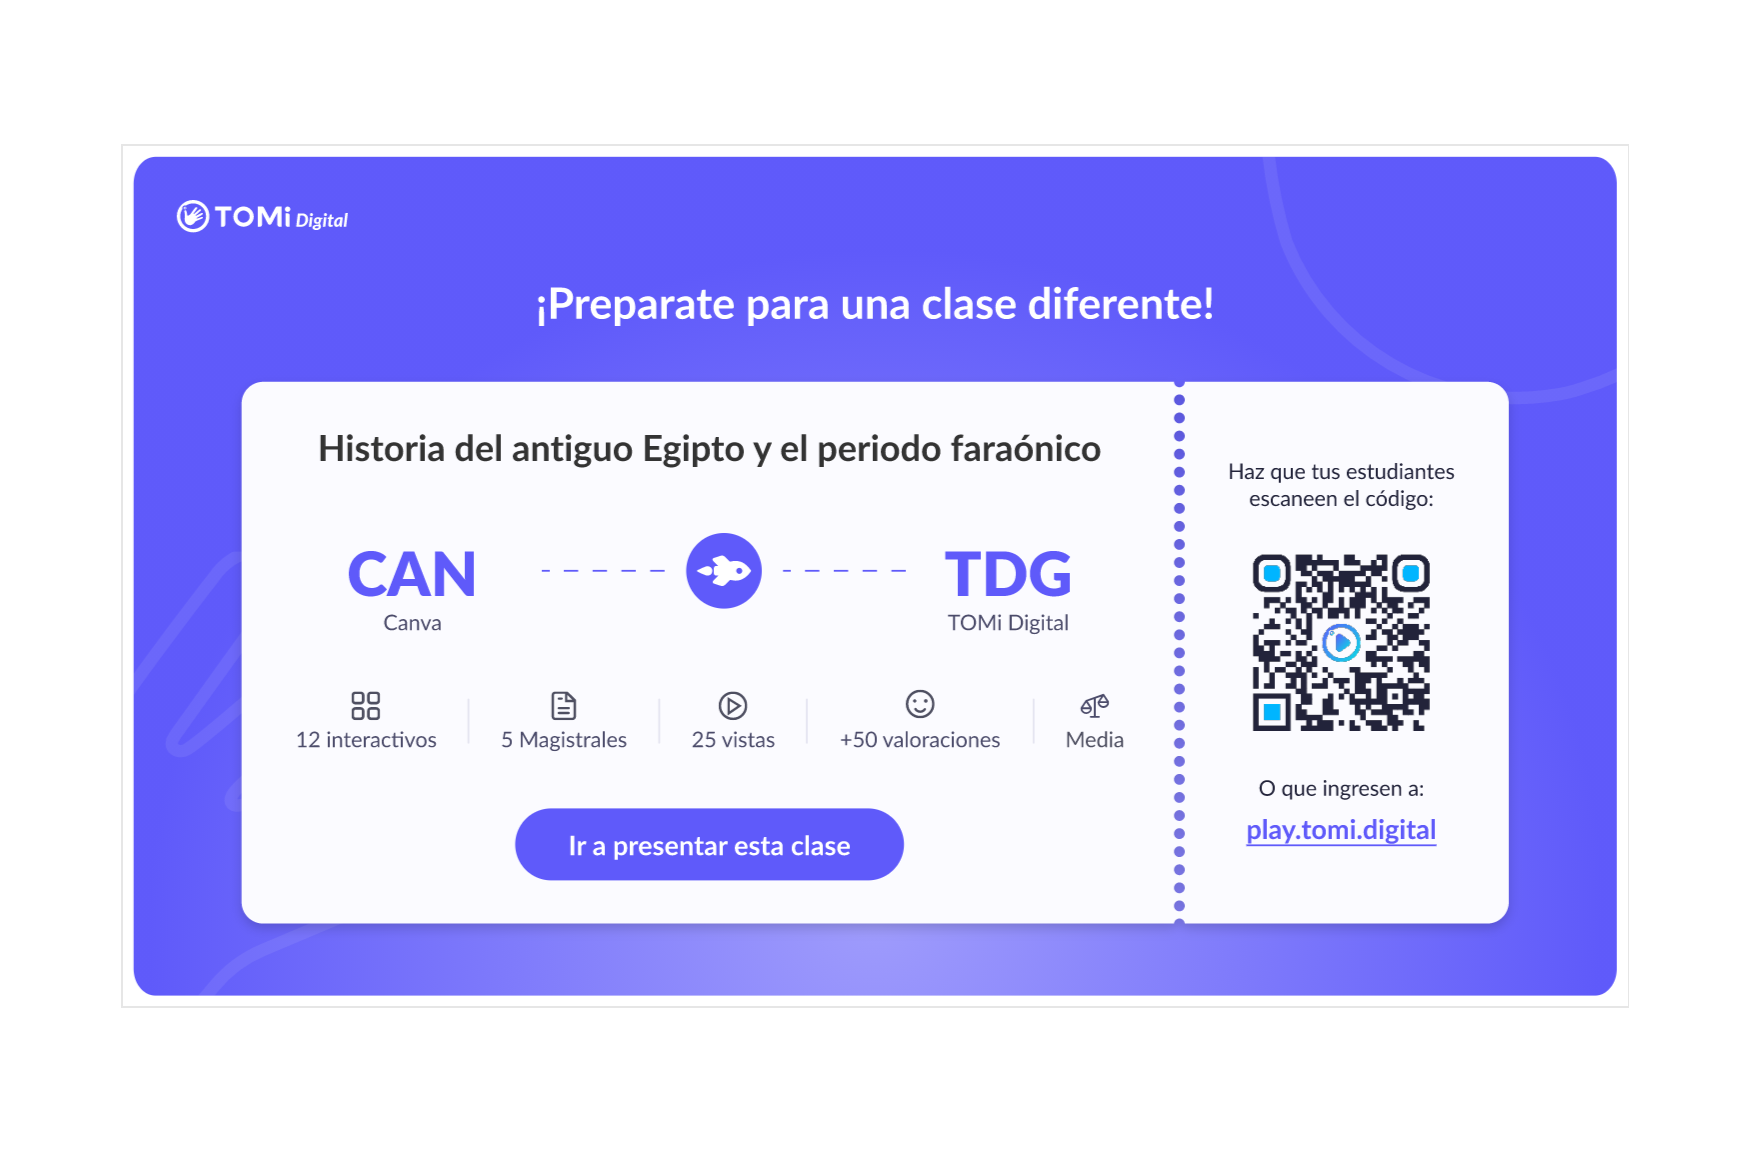 TOMi Digital
¡Preparate para una clase diferente!
Historia del antiguo Egipto y el periodo faraónico
CAN
Canva
TDG
TOMi Digital
12 interactivos
5 Magistrales
25 vistas
+50 valoraciones
Media
Ir a presentar esta clase
Haz que tus estudiantes
escaneen el código:
O que ingresen a:
play.tomi.digital